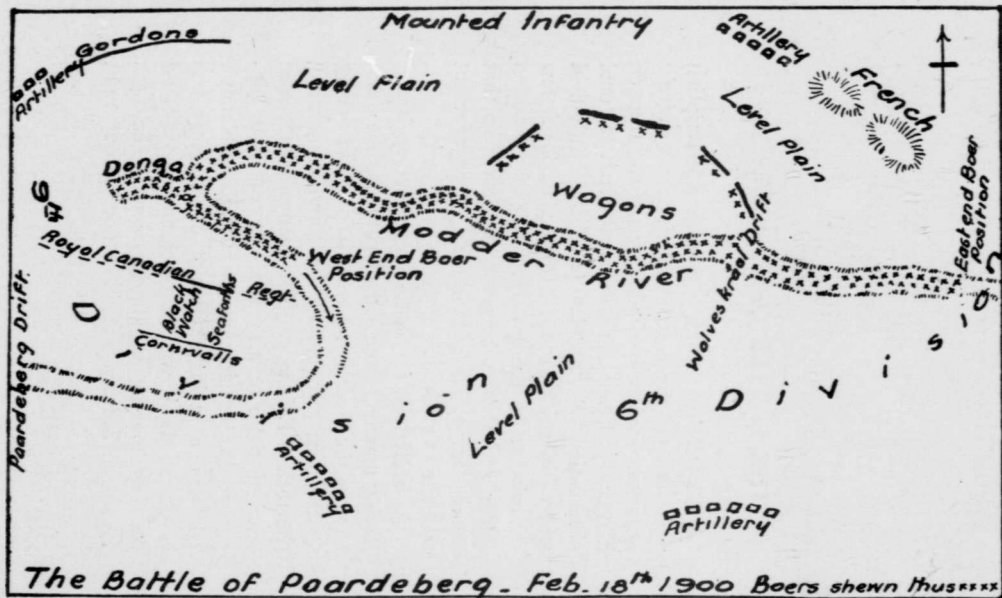 Mounted Infantry
Artillery
Gordons
Artillery
Level Plain
French
Level Plain
Donga
Wagons
East end Boer
Position
Modder River
Wolveskraal Drift
West End Boer
Position
Royal Canadian Regt.
Black
Watch
Seaforths
Cornwalls
Paardeberg Drift.
Division
Level Plain
6th Division
Artillery
Artillery
The Battle of Paardeberg - Feb. 18th 1900 Boers shewn thus xxxx